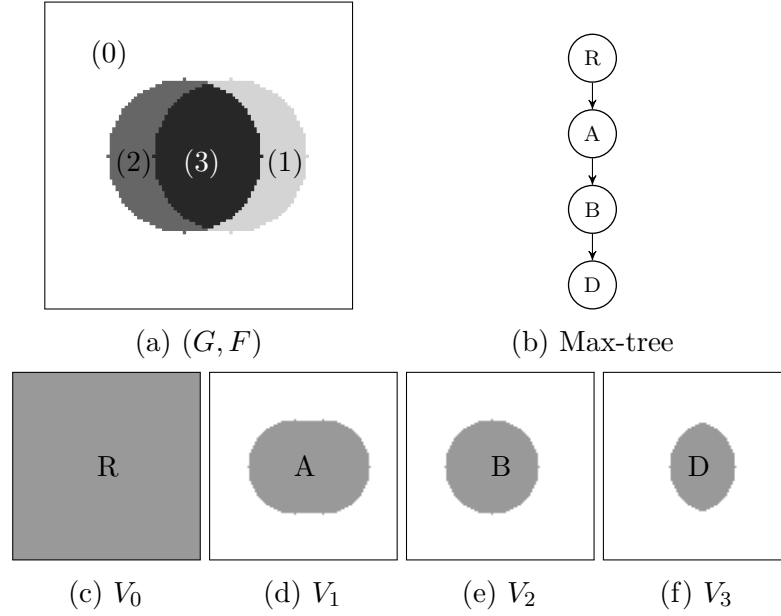 (0)
(2) (3) (1)
R
A
B
D
(a) (G, F)
(b) Max-tree
R
A
B
D
(c) V₀
(d) V₁
(e) V₂
(f) V₃